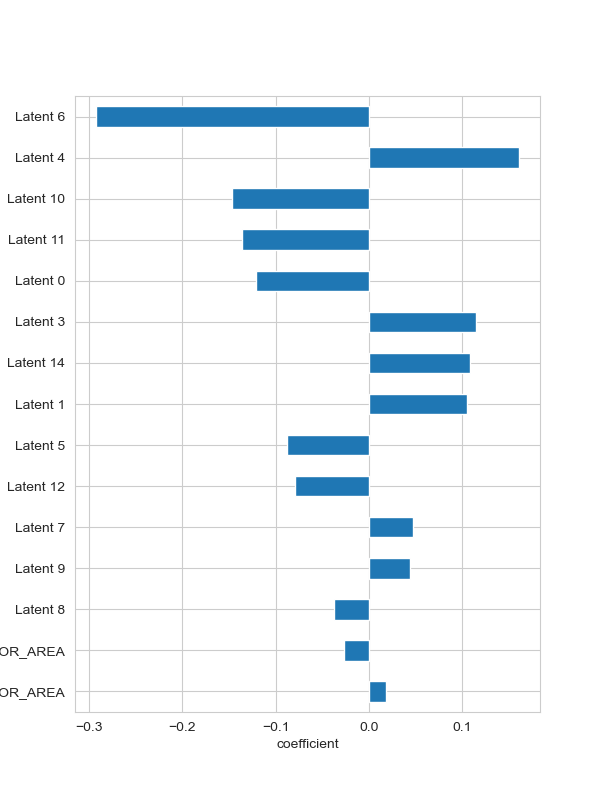 Latent 6
Latent 4
Latent 10
Latent 11
Latent 0
Latent 3
Latent 14
Latent 1
Latent 5
Latent 12
Latent 7
Latent 9
Latent 8
OR_AREA
OR_AREA
−0.3 −0.2 −0.1 0.0 0.1
coefficient